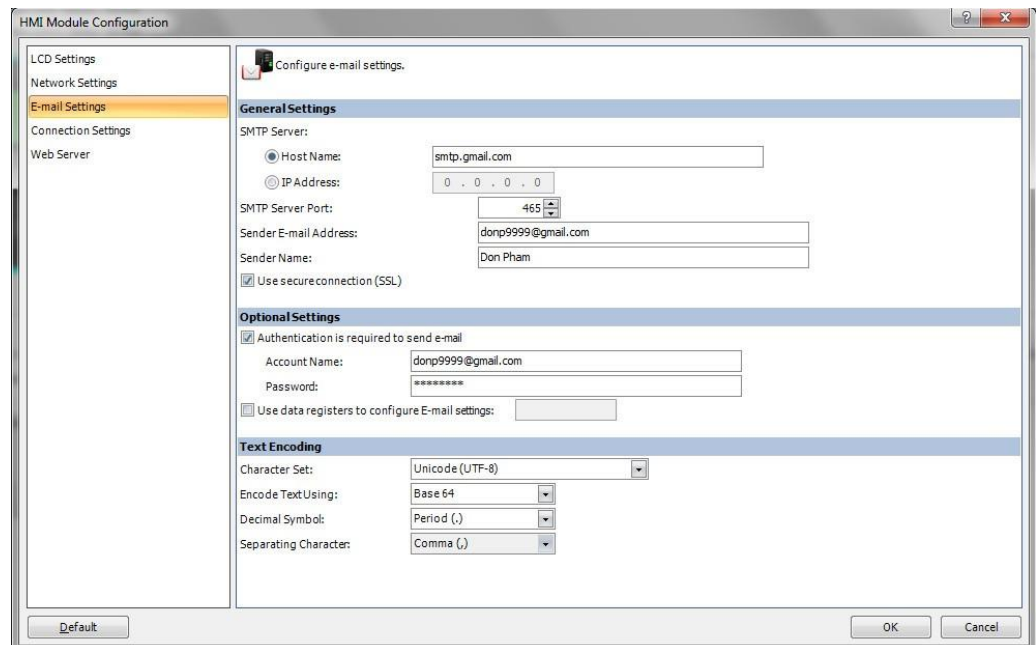 HMI Module Configuration
LCD Settings
Network Settings
E-mail Settings
Connection Settings
Web Server
Configure e-mail settings.
General Settings
SMTP Server:
Host Name: smtp.gmail.com
IP Address: 0 . 0 . 0 . 0
SMTP Server Port: 465
Sender E-mail Address: donp9999@gmail.com
Sender Name: Don Pham
Use secure connection (SSL)
Optional Settings
Authentication is required to send e-mail
Account Name: donp9999@gmail.com
Password: ********
Use data registers to configure E-mail settings:
Text Encoding
Character Set: Unicode (UTF-8)
Encode Text Using: Base 64
Decimal Symbol: Period (.)
Separating Character: Comma (,)
Default OK Cancel